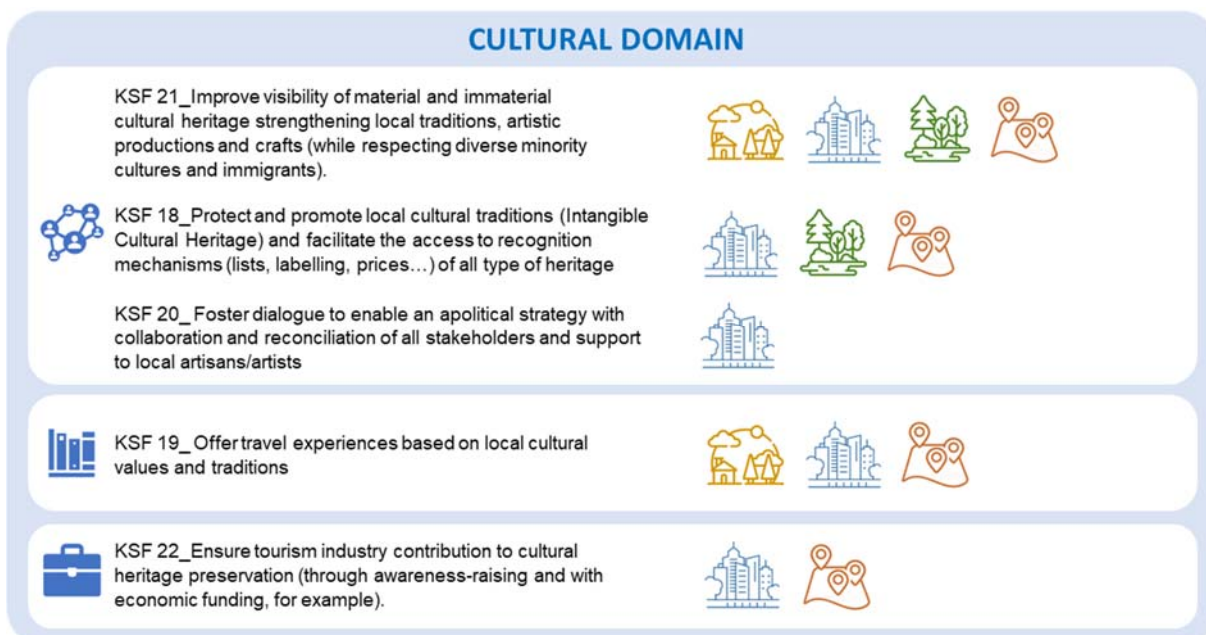 CULTURAL DOMAIN
KSF 21_Improve visibility of material and immaterial
cultural heritage strengthening local traditions, artistic
productions and crafts (while respecting diverse minority
cultures and immigrants).
KSF 18_Protect and promote local cultural traditions (Intangible
Cultural Heritage) and facilitate the access to recognition
mechanisms (lists, labelling, prices…) of all type of heritage
KSF 20_ Foster dialogue to enable an apolitical strategy with
collaboration and reconciliation of all stakeholders and support
to local artisans/artists
KSF 19_ Offer travel experiences based on local cultural
values and traditions
KSF 22_Ensure tourism industry contribution to cultural
heritage preservation (through awareness-raising and with
economic funding, for example).